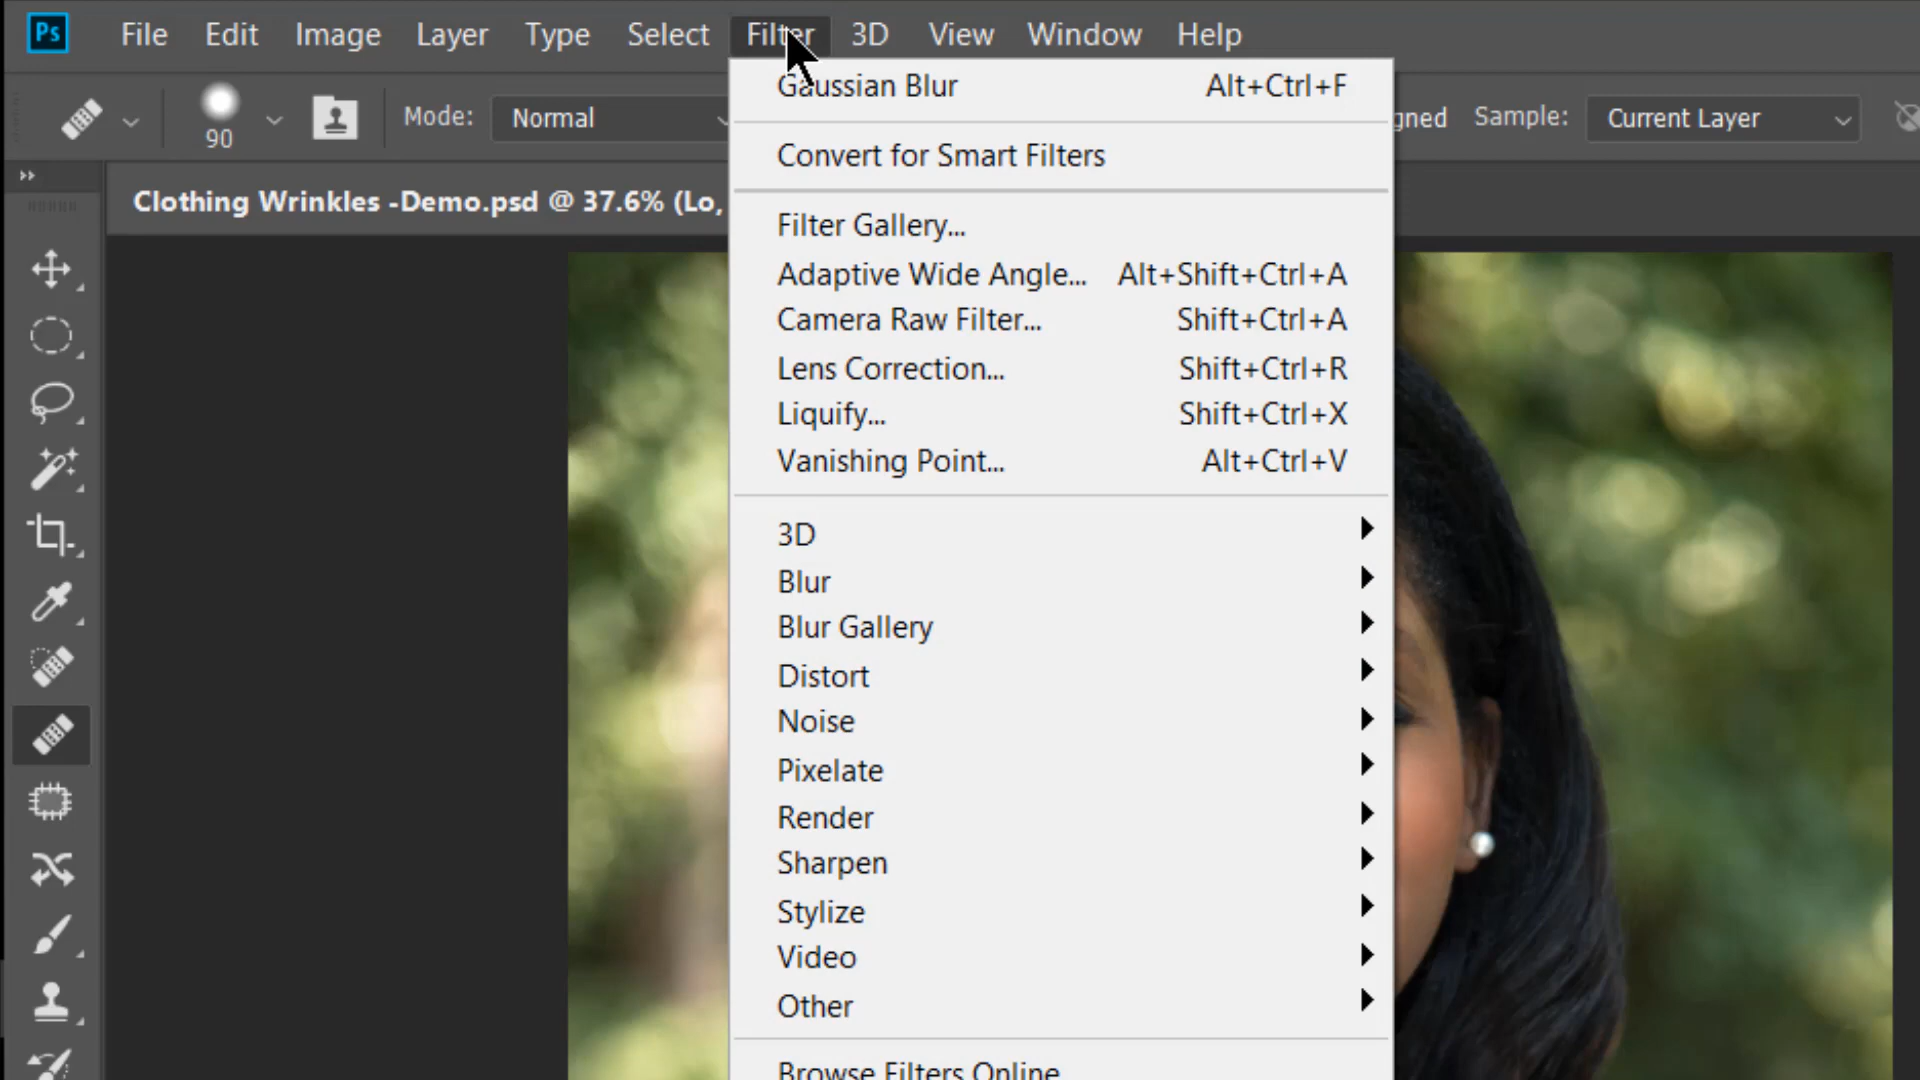 Ps File Edit Image Layer Type Select Filter 3D View Window Help
90 Mode: Normal gned Sample: Current Layer
Clothing Wrinkles -Demo.psd @ 37.6% (Lo,
Gaussian Blur Alt+Ctrl+F
Convert for Smart Filters
Filter Gallery...
Adaptive Wide Angle... Alt+Shift+Ctrl+A
Camera Raw Filter... Shift+Ctrl+A
Lens Correction... Shift+Ctrl+R
Liquify... Shift+Ctrl+X
Vanishing Point... Alt+Ctrl+V
3D
Blur
Blur Gallery
Distort
Noise
Pixelate
Render
Sharpen
Stylize
Video
Other
Browse Filters Online